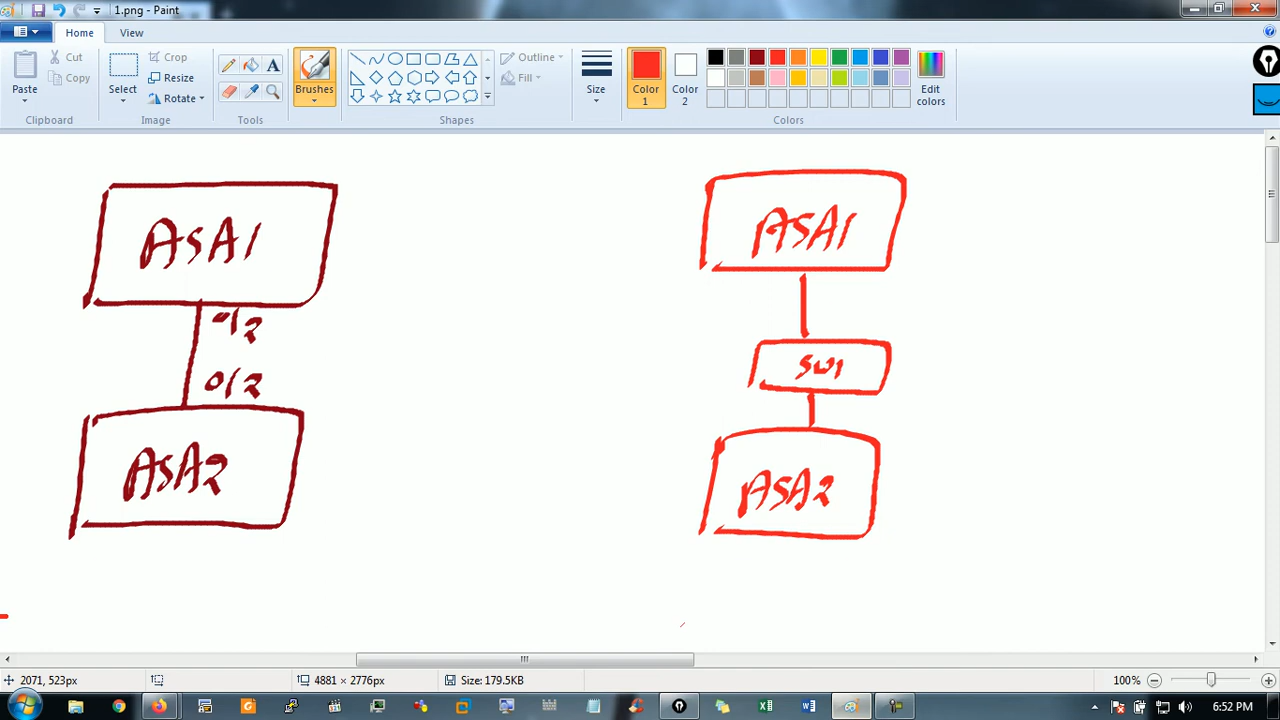 1.png - Paint
Home
View
Paste
Cut
Copy
Clipboard
Select
Crop
Resize
Rotate
Image
Tools
Brushes
Shapes
Outline
Fill
Size
Color 1
Color 2
Edit colors
Colors
ASA1
0/2
0/2
ASA2
ASA1
SW1
ASA2
2071, 523px
4881 × 2776px
Size: 179.5KB
100%
6:52 PM